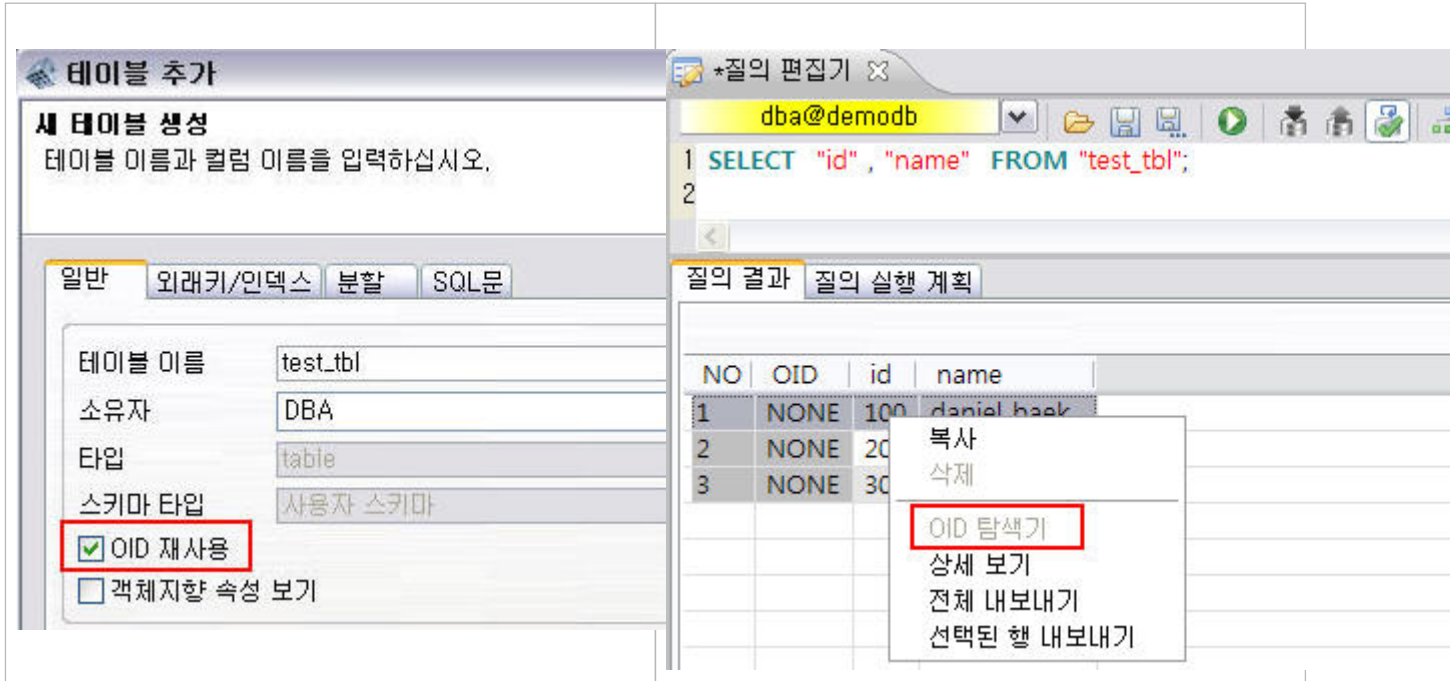 테이블 추가
새 테이블 생성
테이블 이름과 컬럼 이름을 입력하십시오.
일반 외래키/인덱스 분할 SQL문
테이블 이름 test_tbl
소유자 DBA
타입 table
스키마 타입 사용자 스키마
OID 재사용
객체지향 속성 보기
*질의 편집기
dba@demodb
1 SELECT "id" , "name" FROM "test_tbl";
2
질의 결과 질의 실행 계획
NO OID id name
1 NONE 100 daniel baek
2 NONE 20
3 NONE 30
복사
삭제
OID 탐색기
상세 보기
전체 내보내기
선택된 행 내보내기